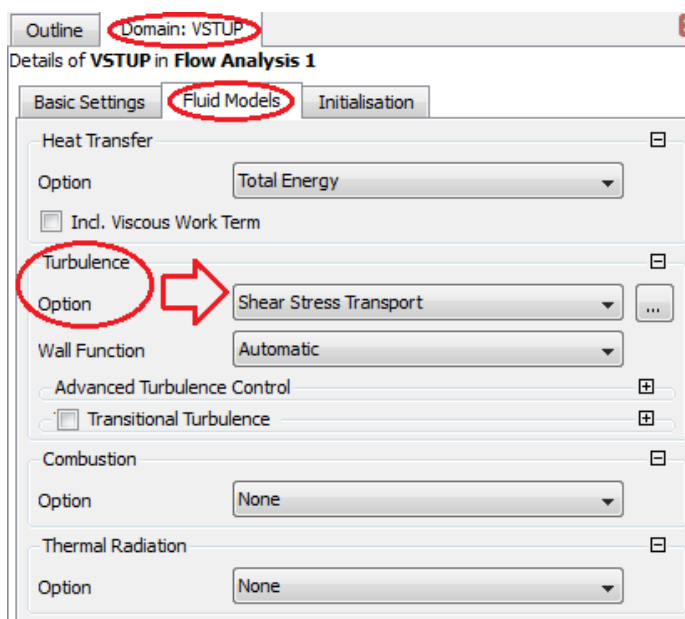 Outline Domain: VSTUP
Details of VSTUP in Flow Analysis 1
Basic Settings Fluid Models Initialisation
Heat Transfer
Option Total Energy
Incl. Viscous Work Term
Turbulence
Option Shear Stress Transport ...
Wall Function Automatic
Advanced Turbulence Control
Transitional Turbulence
Combustion
Option None
Thermal Radiation
Option None